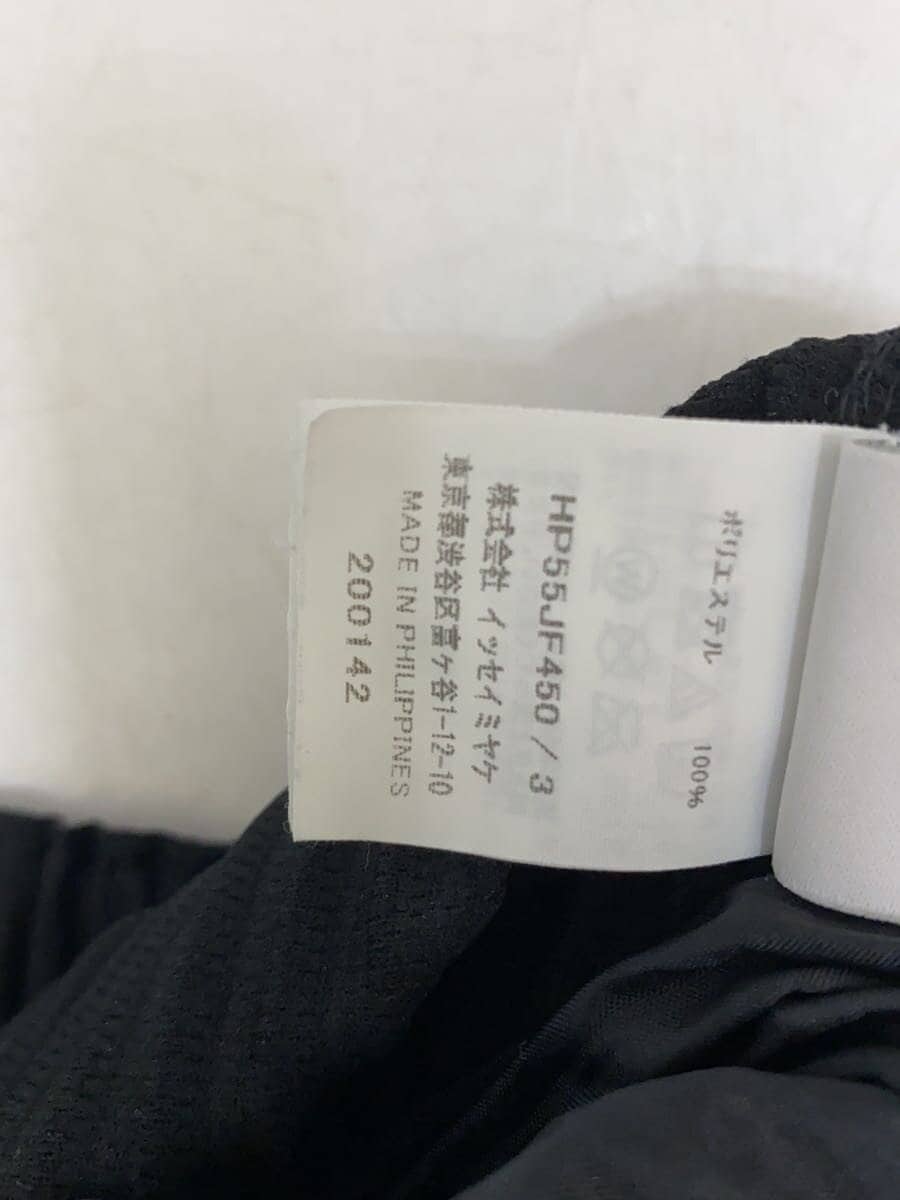 ポリエステル 100%
HP55JF450 / 3
株式会社 イッセイミヤケ
東京都渋谷区富ヶ谷1-12-10
MADE IN PHILIPPINES
200142